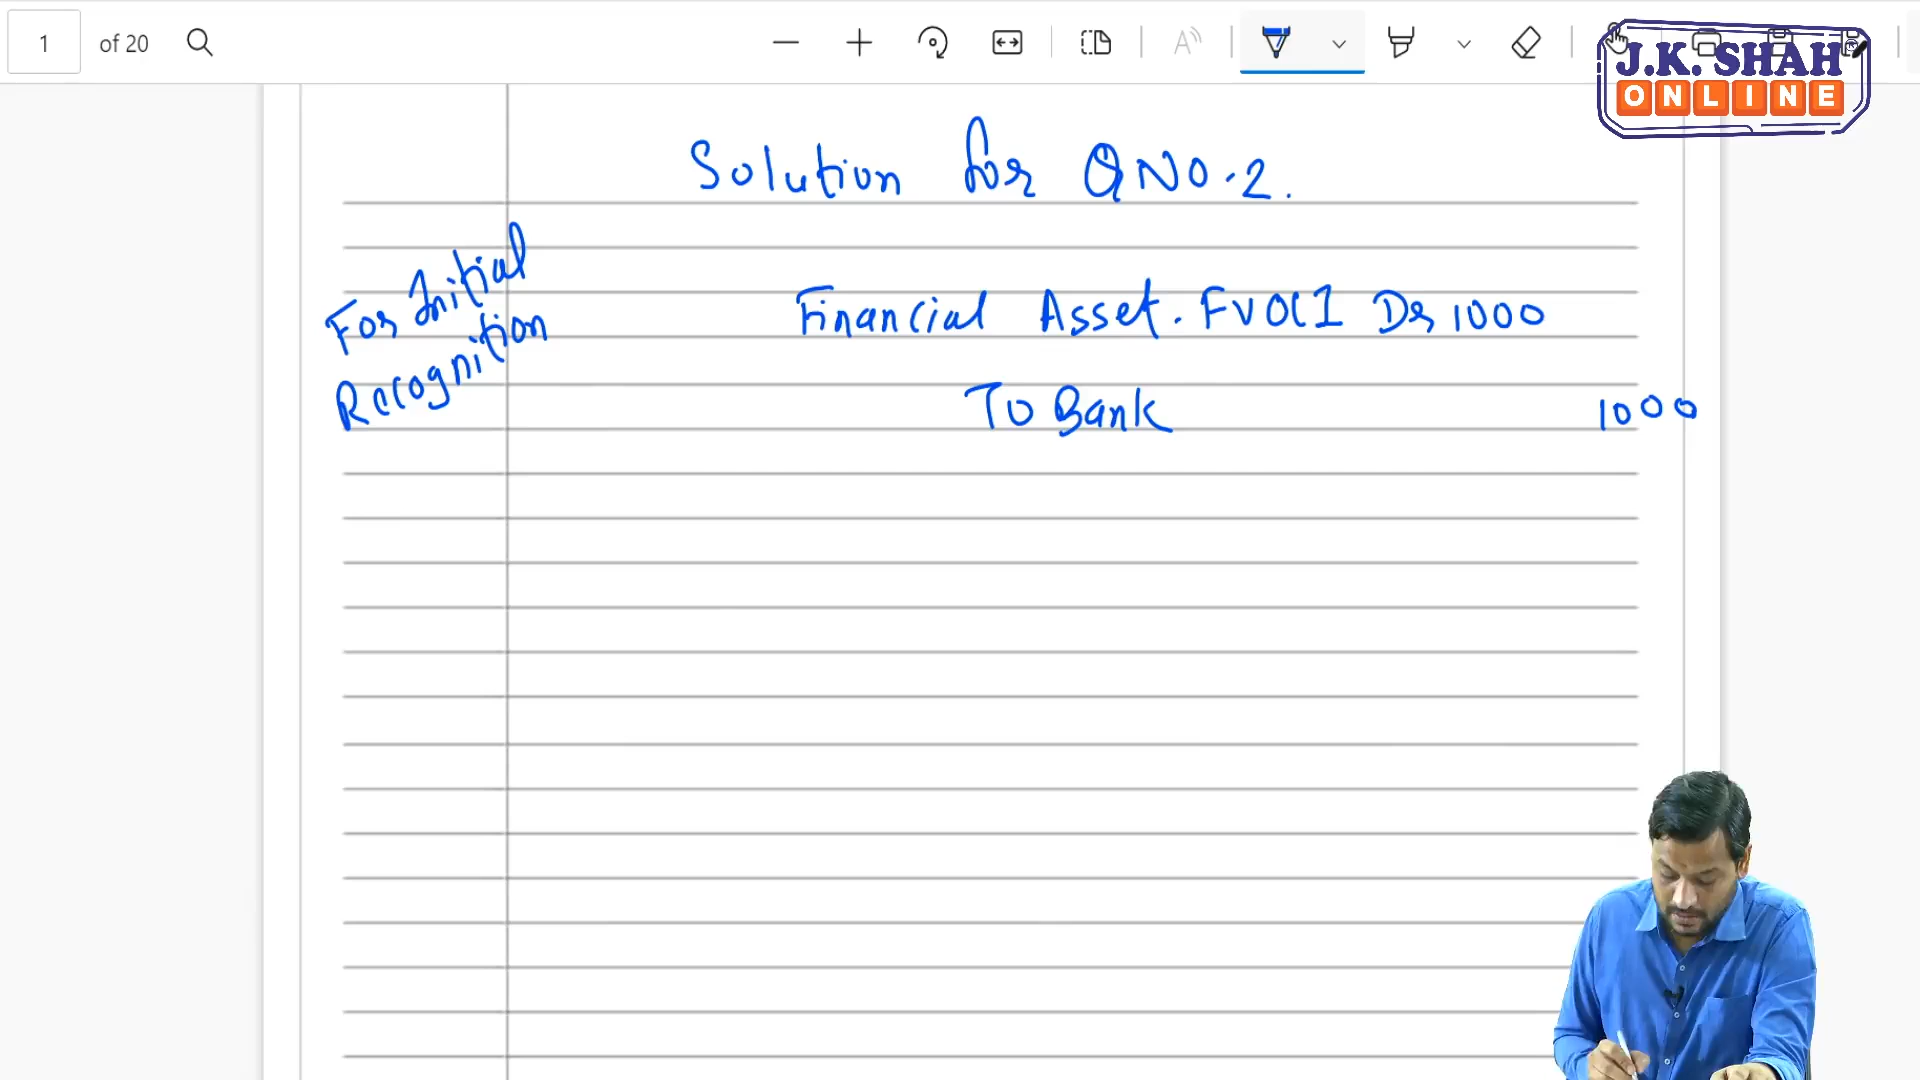 1 of 20
J.K. SHAH
ONLINE
Solution for QNO.2.
For Initial
Recognition
Financial Asset. FVOCI Dr 1000
To Bank 1000